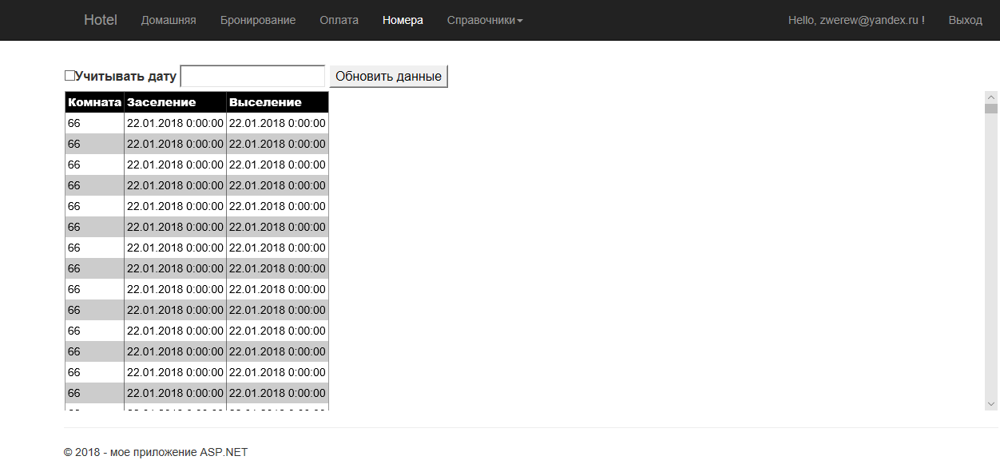 Hotel Домашняя Бронирование Оплата Номера Справочники Hello, zwerew@yandex.ru ! Выход
Учитывать дату Обновить данные
Комната Заселение Выселение
66 22.01.2018 0:00:00 22.01.2018 0:00:00
66 22.01.2018 0:00:00 22.01.2018 0:00:00
66 22.01.2018 0:00:00 22.01.2018 0:00:00
66 22.01.2018 0:00:00 22.01.2018 0:00:00
66 22.01.2018 0:00:00 22.01.2018 0:00:00
66 22.01.2018 0:00:00 22.01.2018 0:00:00
66 22.01.2018 0:00:00 22.01.2018 0:00:00
66 22.01.2018 0:00:00 22.01.2018 0:00:00
66 22.01.2018 0:00:00 22.01.2018 0:00:00
66 22.01.2018 0:00:00 22.01.2018 0:00:00
66 22.01.2018 0:00:00 22.01.2018 0:00:00
66 22.01.2018 0:00:00 22.01.2018 0:00:00
66 22.01.2018 0:00:00 22.01.2018 0:00:00
66 22.01.2018 0:00:00 22.01.2018 0:00:00
© 2018 - мое приложение ASP.NET